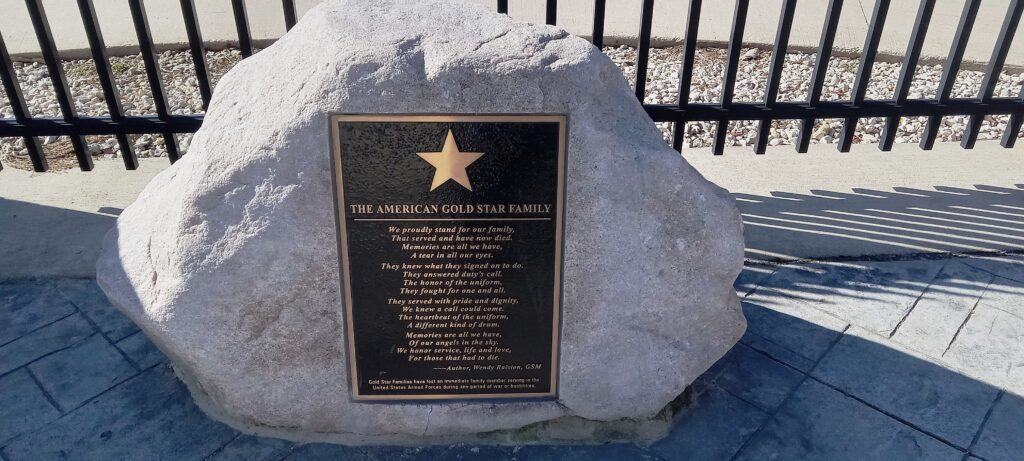 THE AMERICAN GOLD STAR FAMILY
We proudly stand for our family,
That served and have now died.
Memories are all we have,
A tear in all our eyes.
They knew what they signed on to do.
They answered duty's call.
The honor of the uniform,
They fought for one and all.
They served with pride and dignity,
We knew a call could come.
The heartbeat of the uniform,
A different kind of drum.
Memories are all we have,
Of our angels in the sky.
We honor service, life and love,
For those that had to die.
~~~Author, Wendy Ralston, GSM
Gold Star Families have lost an immediate family member serving in the
United States Armed Forces during any period of war or hostilities.